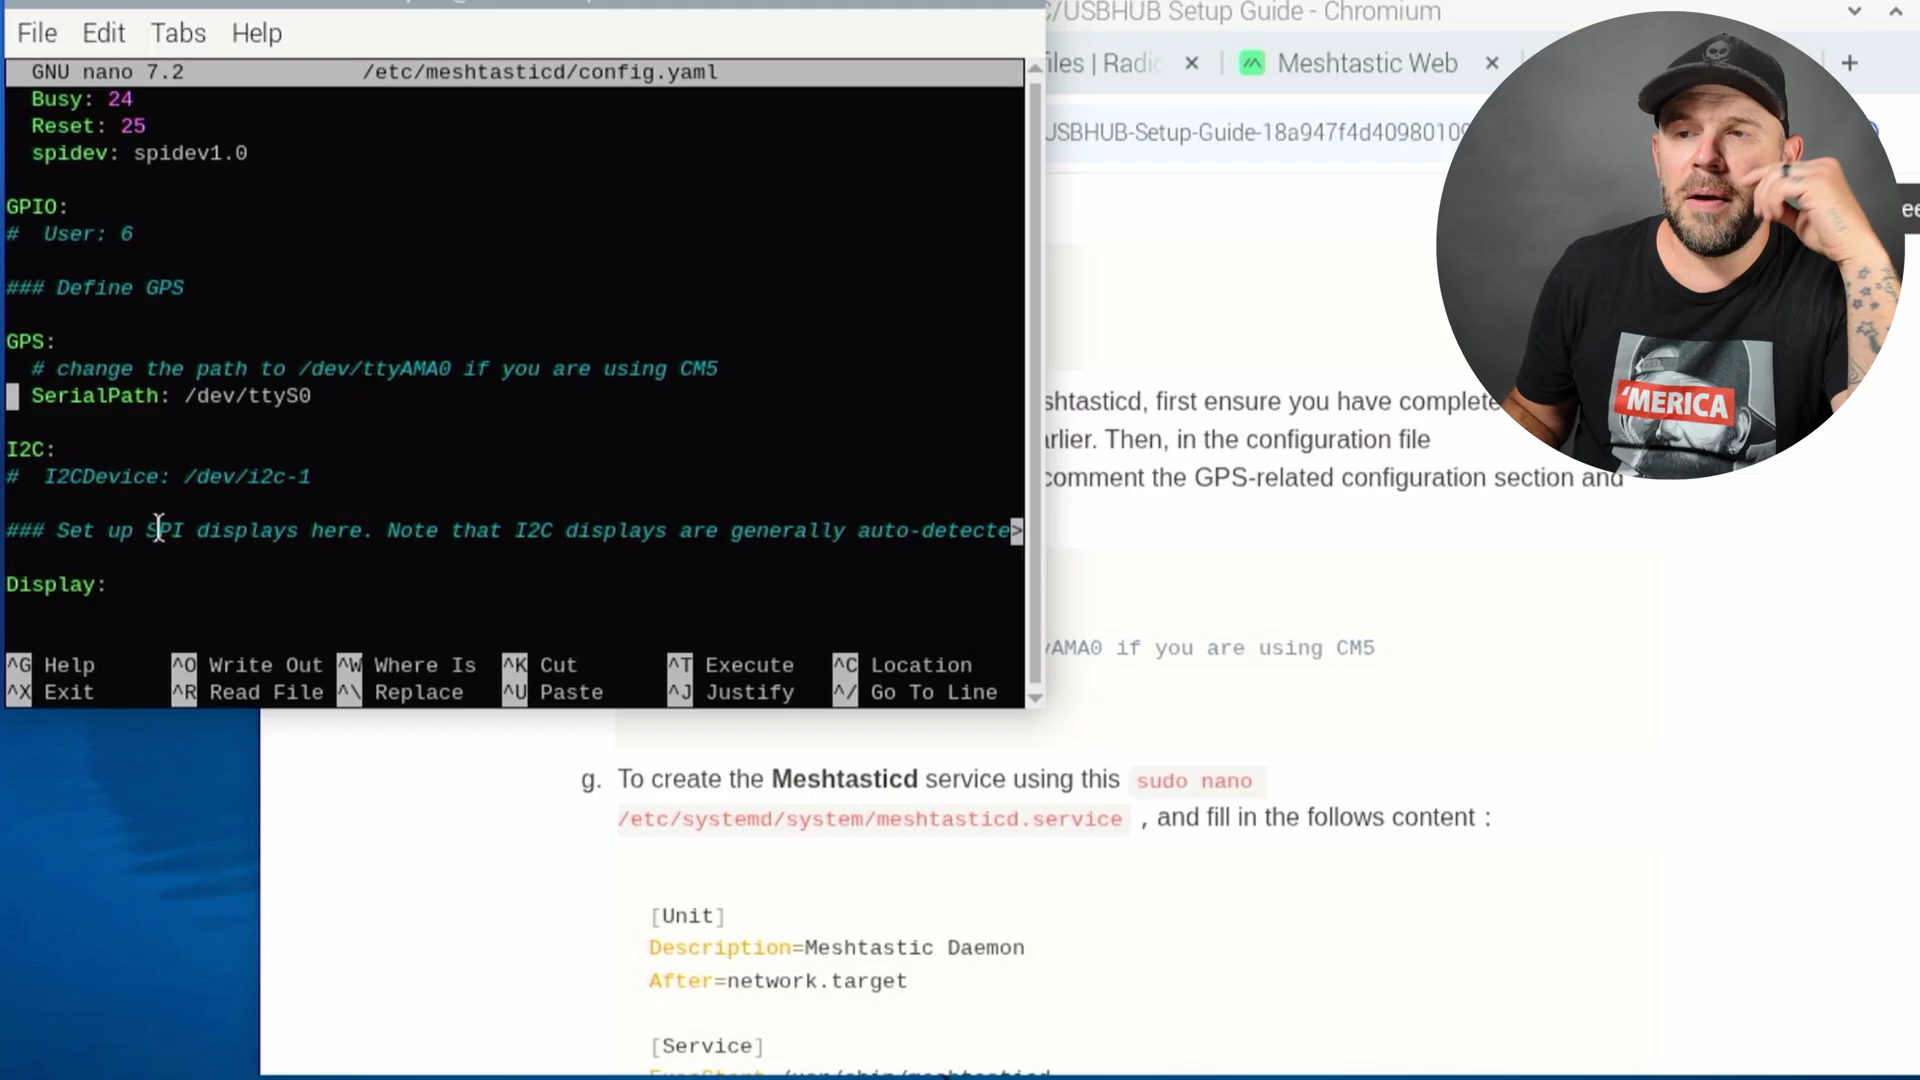 C/USBHUB Setup Guide - Chromium
File Edit Tabs Help
iles | Radio
Meshtastic Web
GNU nano 7.2 /etc/meshtasticd/config.yaml
Busy: 24
Reset: 25
spidev: spidev1.0
USBHUB-Setup-Guide-18a947f4d4098010
GPIO:
# User: 6
### Define GPS
GPS:
# change the path to /dev/ttyAMA0 if you are using CM5
SerialPath: /dev/ttyS0
I2C:
# I2CDevice: /dev/i2c-1
### Set up SPI displays here. Note that I2C displays are generally auto-detecte>
Display:
^G Help ^O Write Out ^W Where Is ^K Cut ^T Execute ^C Location
^X Exit ^R Read File ^\ Replace ^U Paste ^J Justify ^/ Go To Line
'MERICA
shtasticd, first ensure you have complete
rlier. Then, in the configuration file
comment the GPS-related configuration section and
yAMA0 if you are using CM5
g. To create the Meshtasticd service using this sudo nano
/etc/systemd/system/meshtasticd.service , and fill in the follows content :
[Unit]
Description=Meshtastic Daemon
After=network.target
[Service]